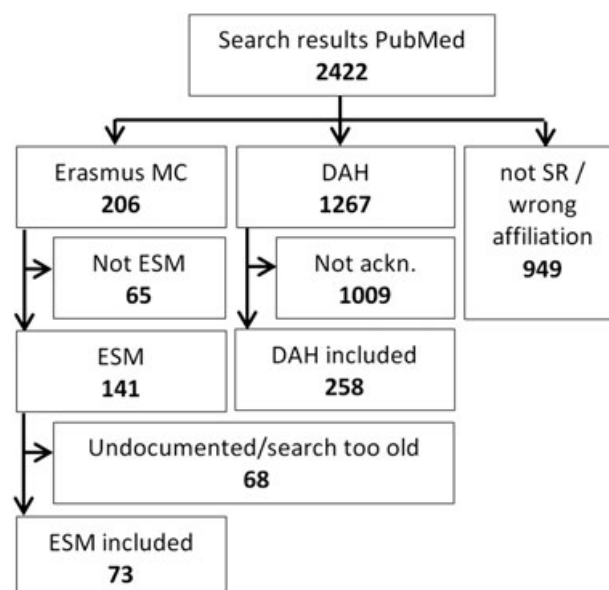 Search results PubMed
2422
Erasmus MC
206
DAH
1267
not SR /
wrong
affiliation
949
Not ESM
65
Not ackn.
1009
ESM
141
DAH included
258
Undocumented/search too old
68
ESM included
73